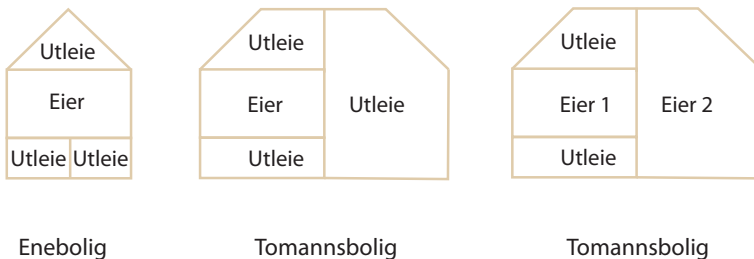 Utleie
Eier
Utleie Utleie
Enebolig
Utleie
Eier
Utleie
Utleie
Tomannsbolig
Utleie
Eier 1
Utleie
Eier 2
Tomannsbolig